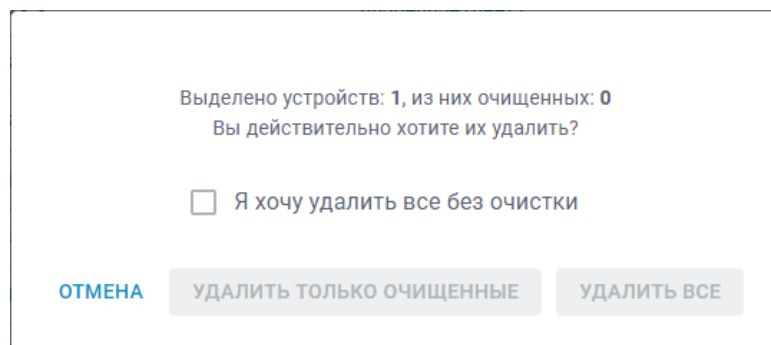 Выделено устройств: 1, из них очищенных: 0
Вы действительно хотите их удалить?
Я хочу удалить все без очистки
ОТМЕНА УДАЛИТЬ ТОЛЬКО ОЧИЩЕННЫЕ УДАЛИТЬ ВСЕ